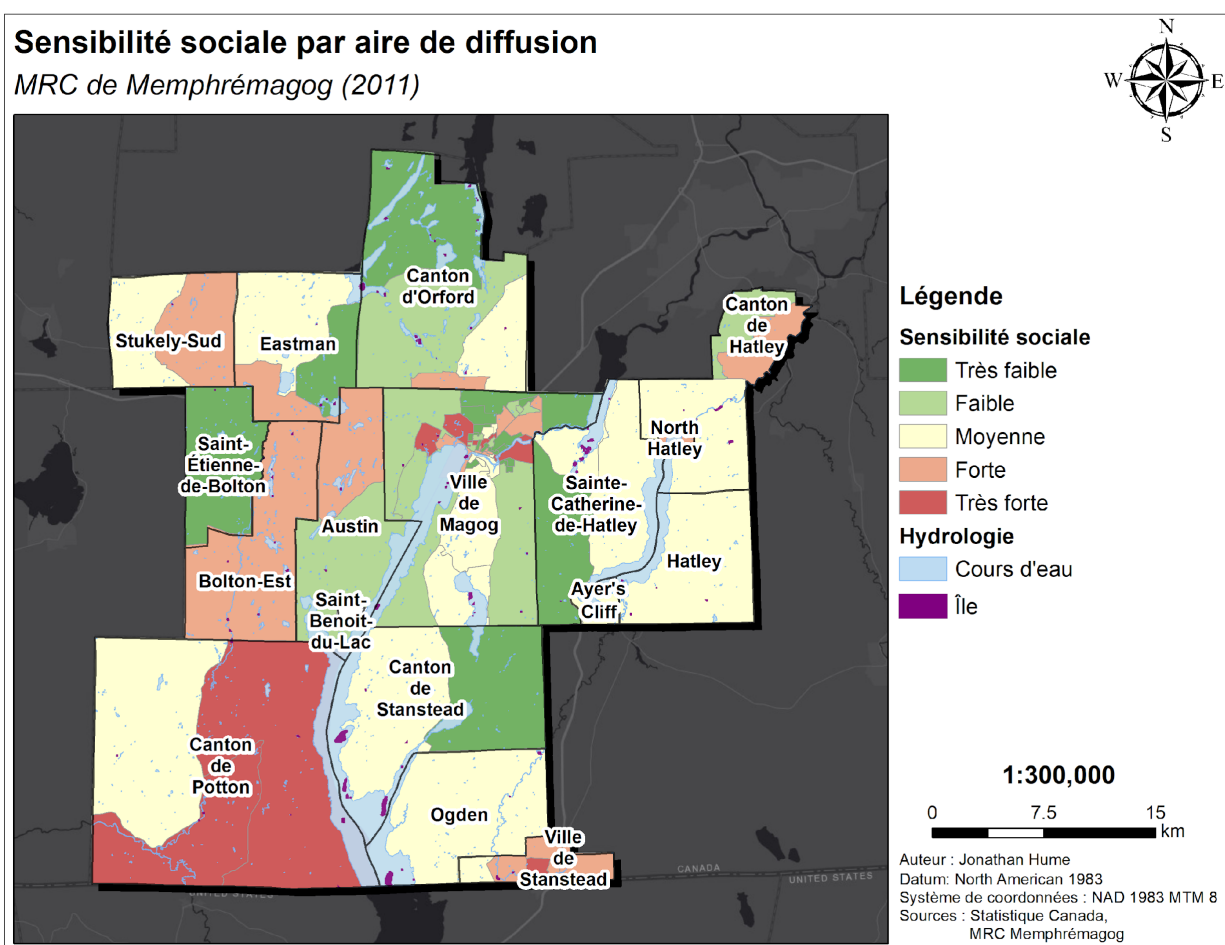 Sensibilité sociale par aire de diffusion
MRC de Memphrémagog (2011)
N
W
E
S
Canton
d'Orford
Stukely-Sud
Eastman
Canton
de
Hatley
Saint-
Étienne-
de-Bolton
North
Hatley
Ville
de
Magog
Sainte-
Catherine-
de-Hatley
Austin
Hatley
Bolton-Est
Saint-
Benoit-
du-Lac
Ayer's
Cliff
Canton
de
Stanstead
Canton
de
Potton
Ogden
Ville
de
Stanstead
CANADA
UNITED STATES
UNITED STATES
Légende
Sensibilité sociale
Très faible
Faible
Moyenne
Forte
Très forte
Hydrologie
Cours d'eau
Île
1:300,000
0 7.5 15
km
Auteur : Jonathan Hume
Datum: North American 1983
Système de coordonnées : NAD 1983 MTM 8
Sources : Statistique Canada,
MRC Memphrémagog